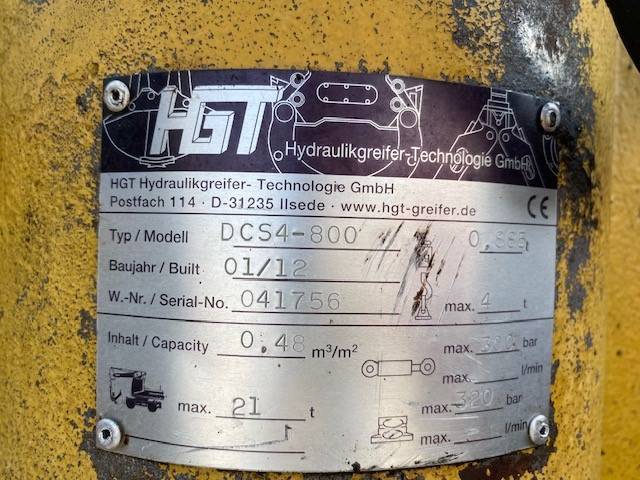 HGT
Hydraulikgreifer-Technologie GmbH
HGT Hydraulikgreifer- Technologie GmbH
Postfach 114 · D-31235 Ilsede · www.hgt-greifer.de CE
Typ / Modell DCS4-800
Baujahr / Built 01/12
W.-Nr. / Serial-No. 041756 max. 4 t
Inhalt / Capacity 0,48 m³/m² max. bar
max. l/min
max. 21 t max. 320 bar
max. l/min